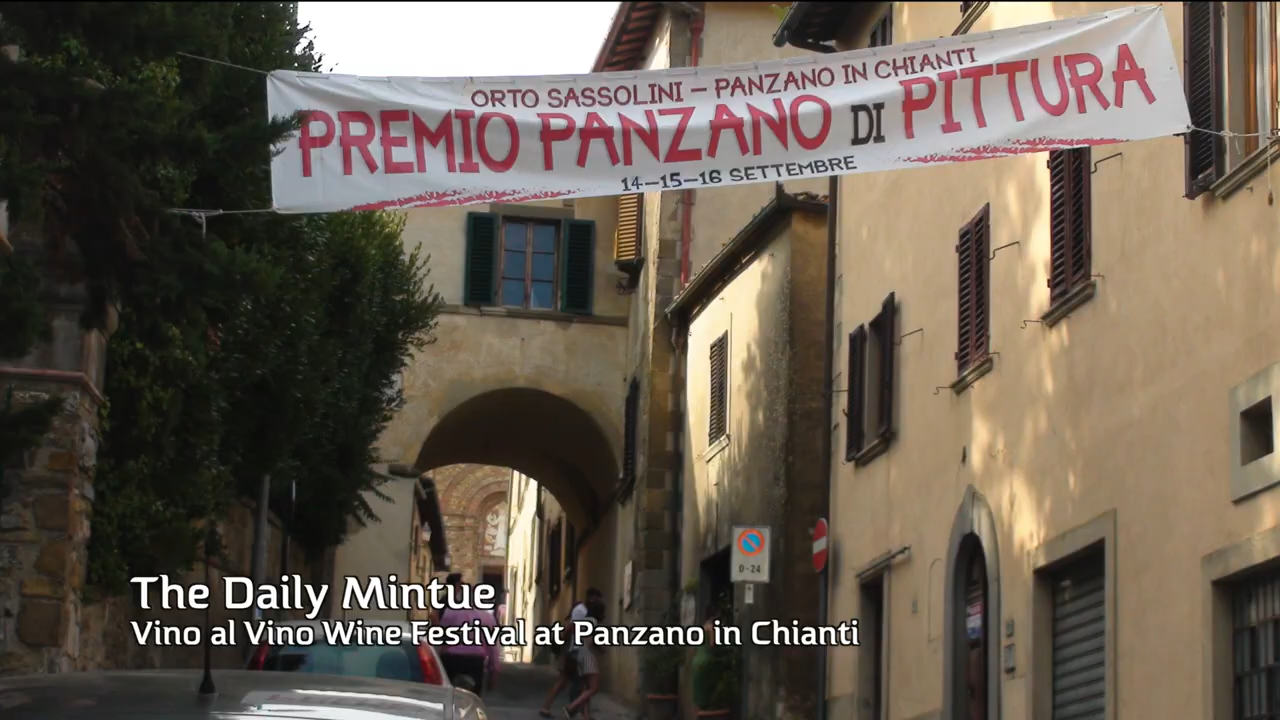 ORTO SASSOLINI – PANZANO IN CHIANTI
PREMIO PANZANO DI PITTURA
14–15–16 SETTEMBRE
D-24
The Daily Mintue
Vino al Vino Wine Festival at Panzano in Chianti